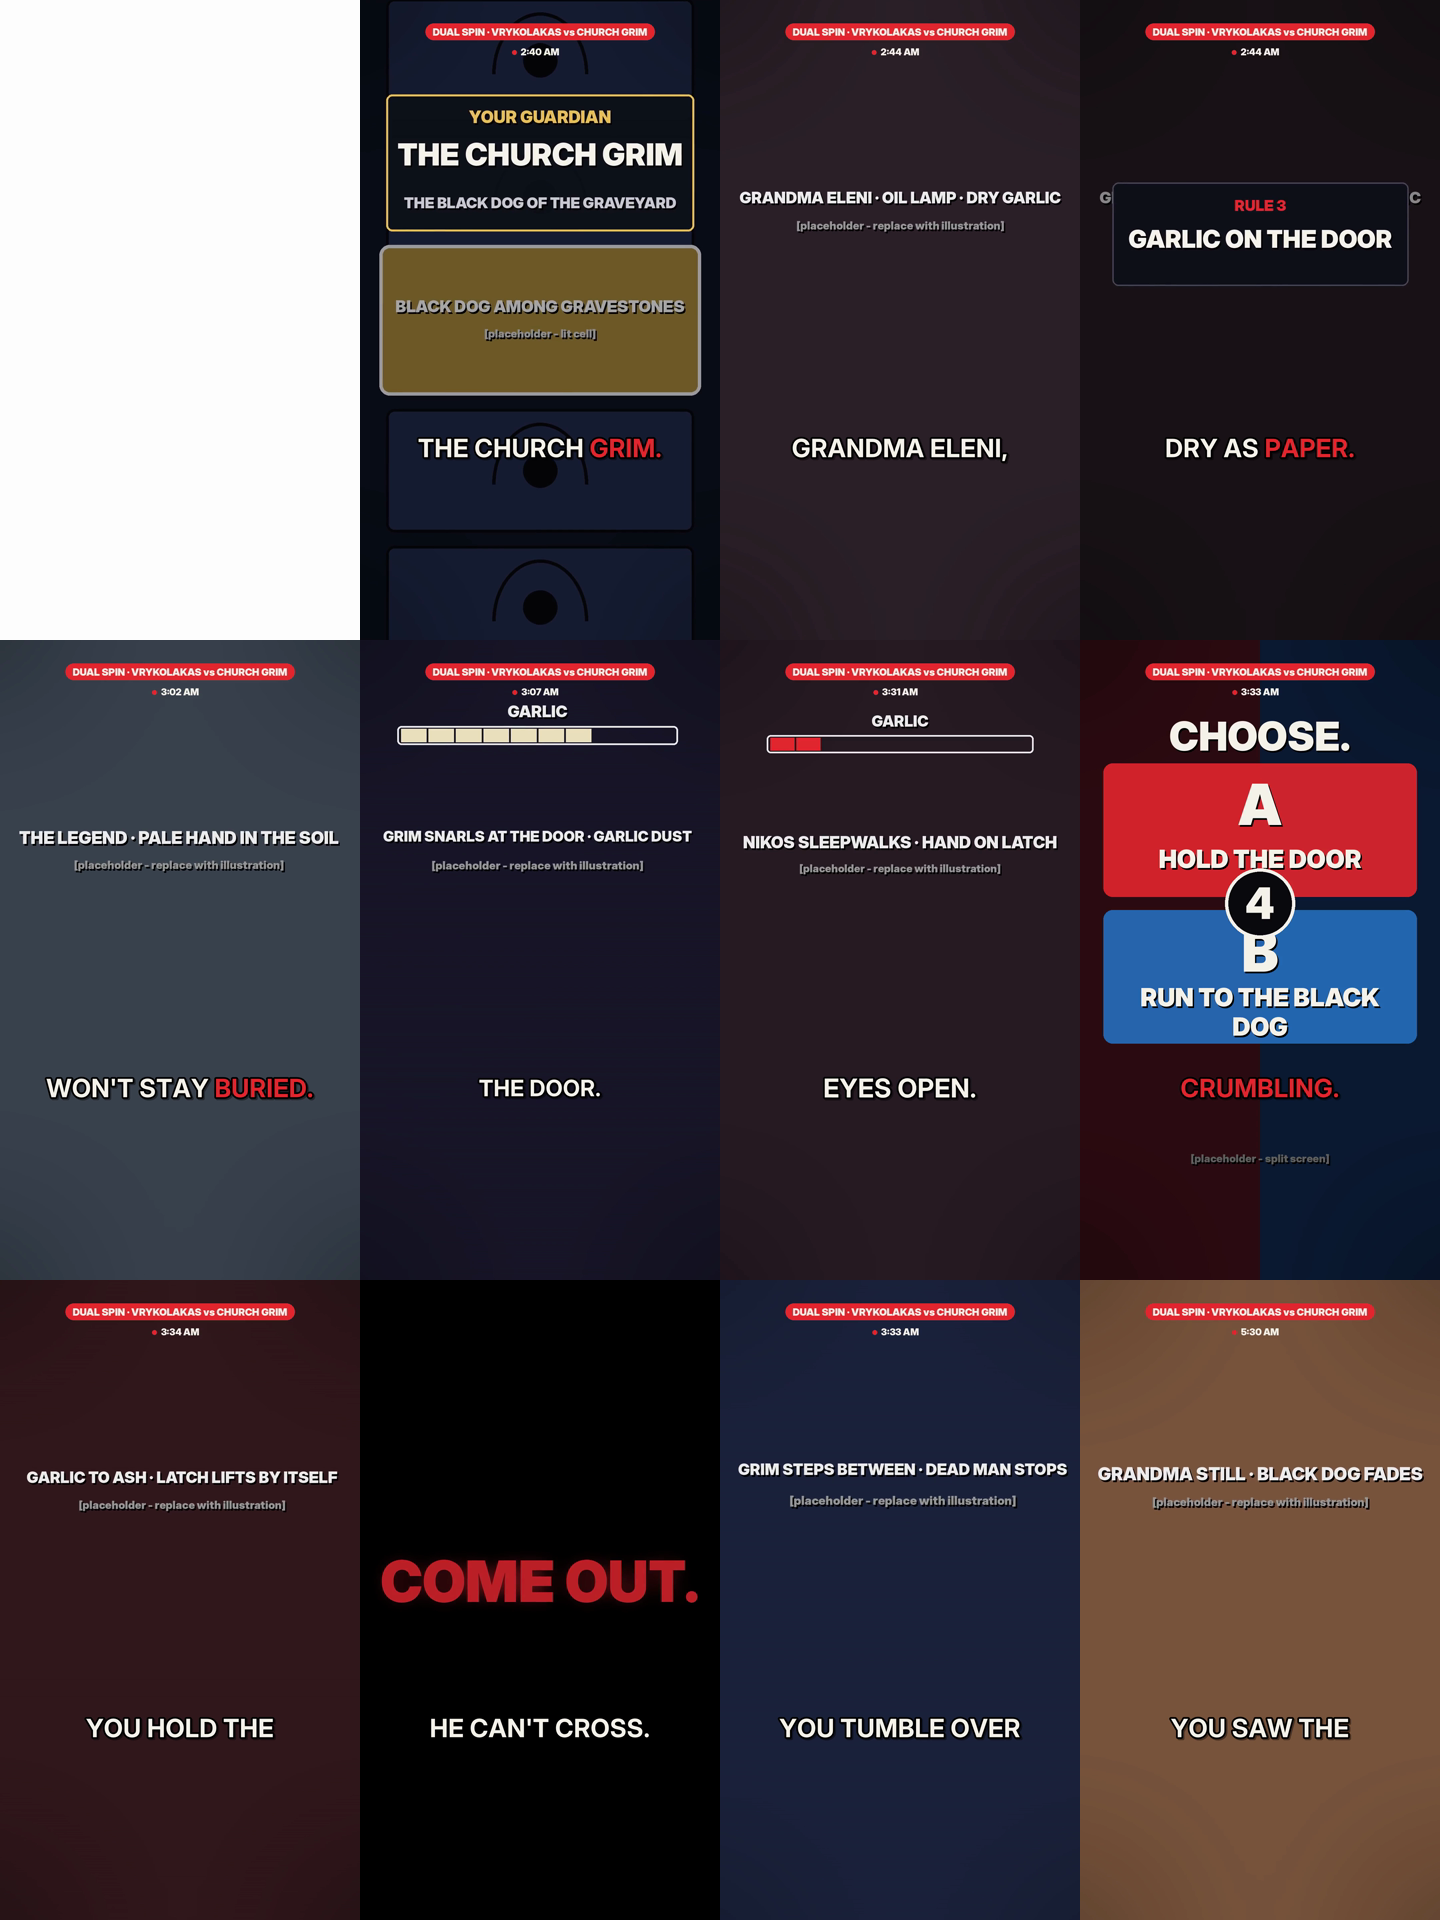 DUAL SPIN · VRYKOLAKAS vs CHURCH GRIM
2:40 AM
YOUR GUARDIAN
THE CHURCH GRIM
THE BLACK DOG OF THE GRAVEYARD
BLACK DOG AMONG GRAVESTONES
[placeholder - lit cell]
THE CHURCH GRIM.
DUAL SPIN · VRYKOLAKAS vs CHURCH GRIM
2:44 AM
GRANDMA ELENI · OIL LAMP · DRY GARLIC
[placeholder - replace with illustration]
GRANDMA ELENI,
DUAL SPIN · VRYKOLAKAS vs CHURCH GRIM
2:44 AM
G C
RULE 3
GARLIC ON THE DOOR
DRY AS PAPER.
DUAL SPIN · VRYKOLAKAS vs CHURCH GRIM
3:02 AM
THE LEGEND · PALE HAND IN THE SOIL
[placeholder - replace with illustration]
WON'T STAY BURIED.
DUAL SPIN · VRYKOLAKAS vs CHURCH GRIM
3:07 AM
GARLIC
GRIM SNARLS AT THE DOOR · GARLIC DUST
[placeholder - replace with illustration]
THE DOOR.
DUAL SPIN · VRYKOLAKAS vs CHURCH GRIM
3:31 AM
GARLIC
NIKOS SLEEPWALKS · HAND ON LATCH
[placeholder - replace with illustration]
EYES OPEN.
DUAL SPIN · VRYKOLAKAS vs CHURCH GRIM
3:33 AM
CHOOSE.
A
HOLD THE DOOR
4
B
RUN TO THE BLACK
DOG
CRUMBLING.
[placeholder - split screen]
DUAL SPIN · VRYKOLAKAS vs CHURCH GRIM
3:34 AM
GARLIC TO ASH · LATCH LIFTS BY ITSELF
[placeholder - replace with illustration]
YOU HOLD THE
COME OUT.
HE CAN'T CROSS.
DUAL SPIN · VRYKOLAKAS vs CHURCH GRIM
3:33 AM
GRIM STEPS BETWEEN · DEAD MAN STOPS
[placeholder - replace with illustration]
YOU TUMBLE OVER
DUAL SPIN · VRYKOLAKAS vs CHURCH GRIM
5:30 AM
GRANDMA STILL · BLACK DOG FADES
[placeholder - replace with illustration]
YOU SAW THE